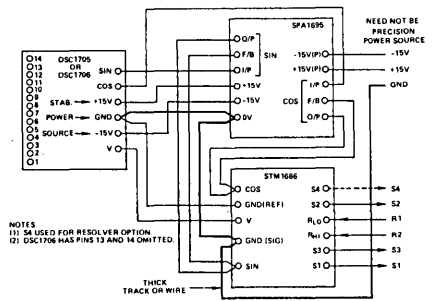 SPA1695
NEED NOT BE
PRECISION
POWER SOURCE
DSC1705
OR
DSC1706
14
13
12
11
10
9
8
7
6
5
4
3
2
1
SIN
COS
STAB. +15V
POWER GND
SOURCE -15V
V
O/P
F/B SIN
I/P
+15V
-15V
0V
-15V(P) -15V
+15V(P) +15V
GND
I/P
COS F/B
O/P
STM1686
COS
GND(REF)
V
GND (SIG)
SIN
S4 S4
S2 S2
RLO R1
RHI R2
S3 S3
S1 S1
NOTES
(1) S4 USED FOR RESOLVER OPTION.
(2) DSC1706 HAS PINS 13 AND 14 OMITTED.
THICK
TRACK OR WIRE